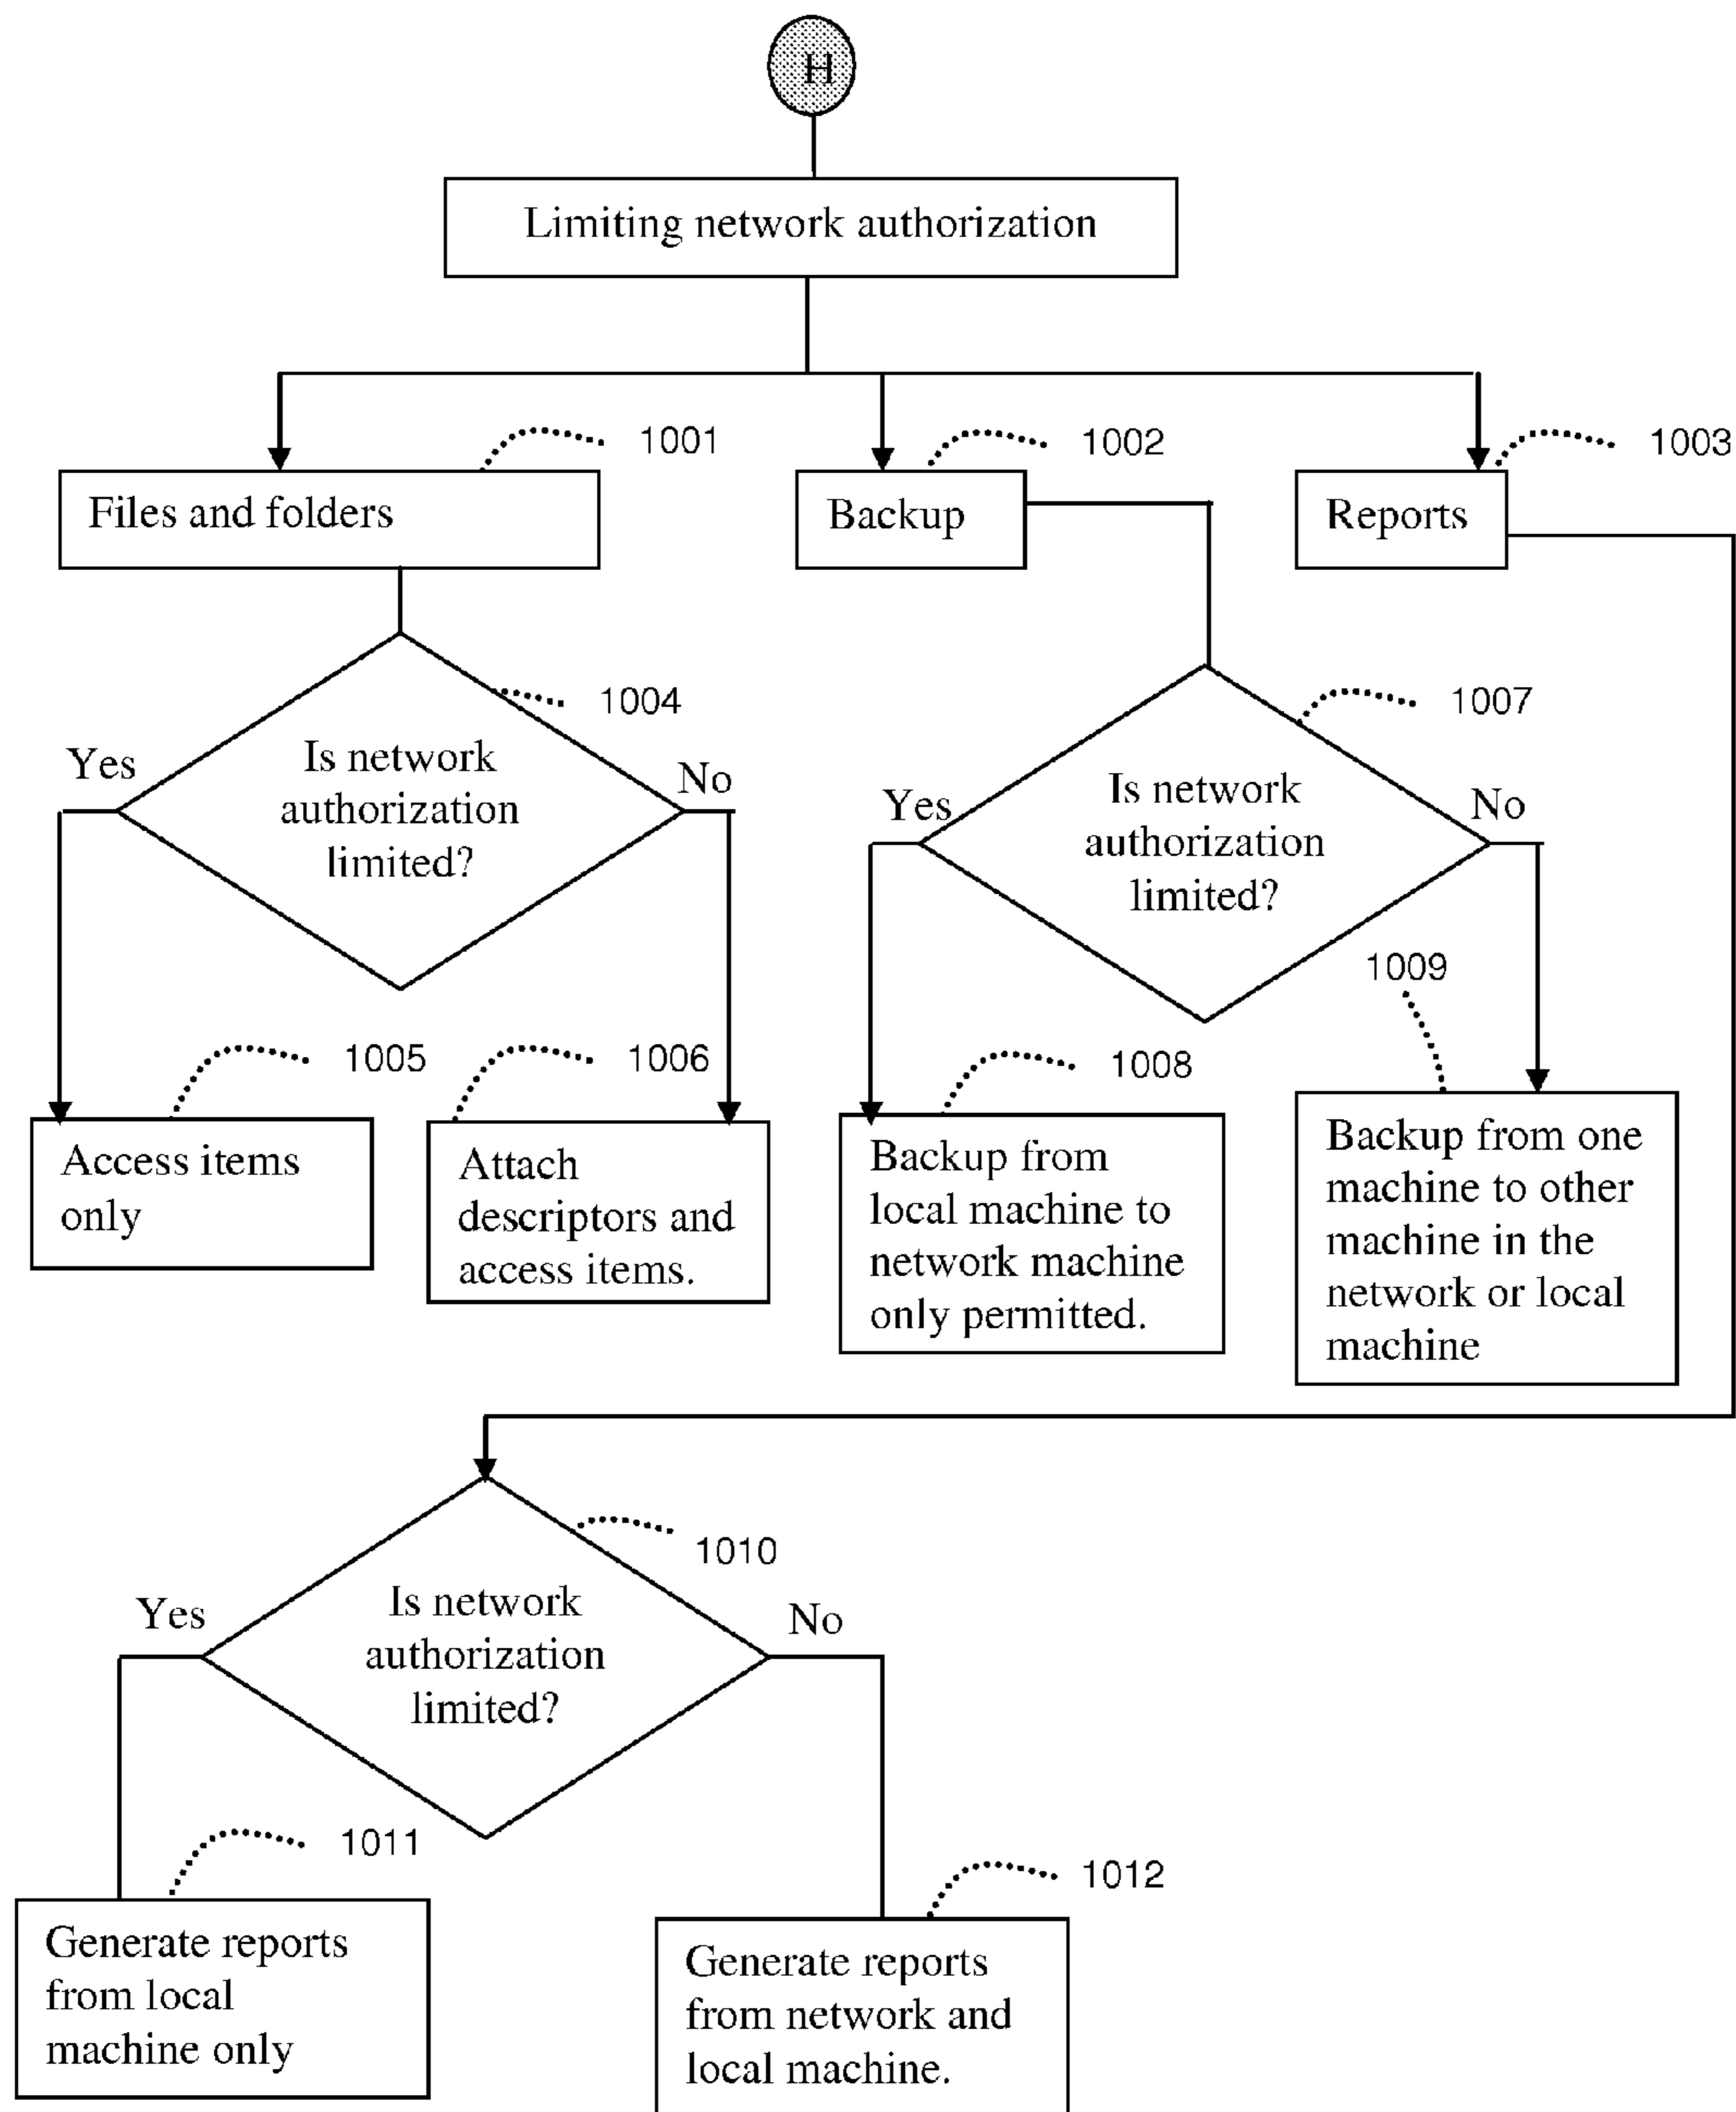 H
Limiting network authorization
1001
1002
1003
Files and folders
Backup
Reports
1004
1007
Yes
Is network
authorization
limited?
No
Yes
Is network
authorization
limited?
No
1009
1005
1006
1008
Access items
only
Attach
descriptors and
access items.
Backup from
local machine to
network machine
only permitted.
Backup from one
machine to other
machine in the
network or local
machine
1010
Yes
Is network
authorization
limited?
No
1011
1012
Generate reports
from local
machine only
Generate reports
from network and
local machine.